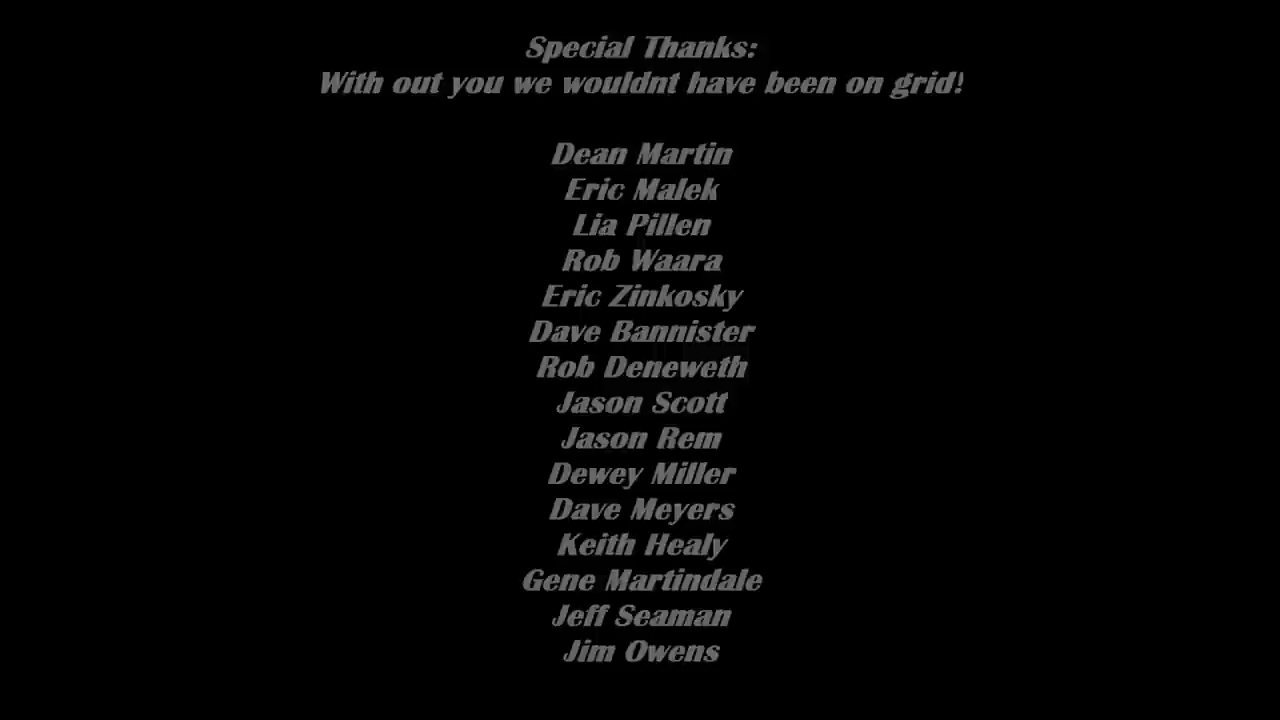 Special Thanks:
With out you we wouldnt have been on grid!
Dean Martin
Eric Malek
Lia Pillen
Rob Waara
Eric Zinkosky
Dave Bannister
Rob Deneweth
Jason Scott
Jason Rem
Dewey Miller
Dave Meyers
Keith Healy
Gene Martindale
Jeff Seaman
Jim Owens